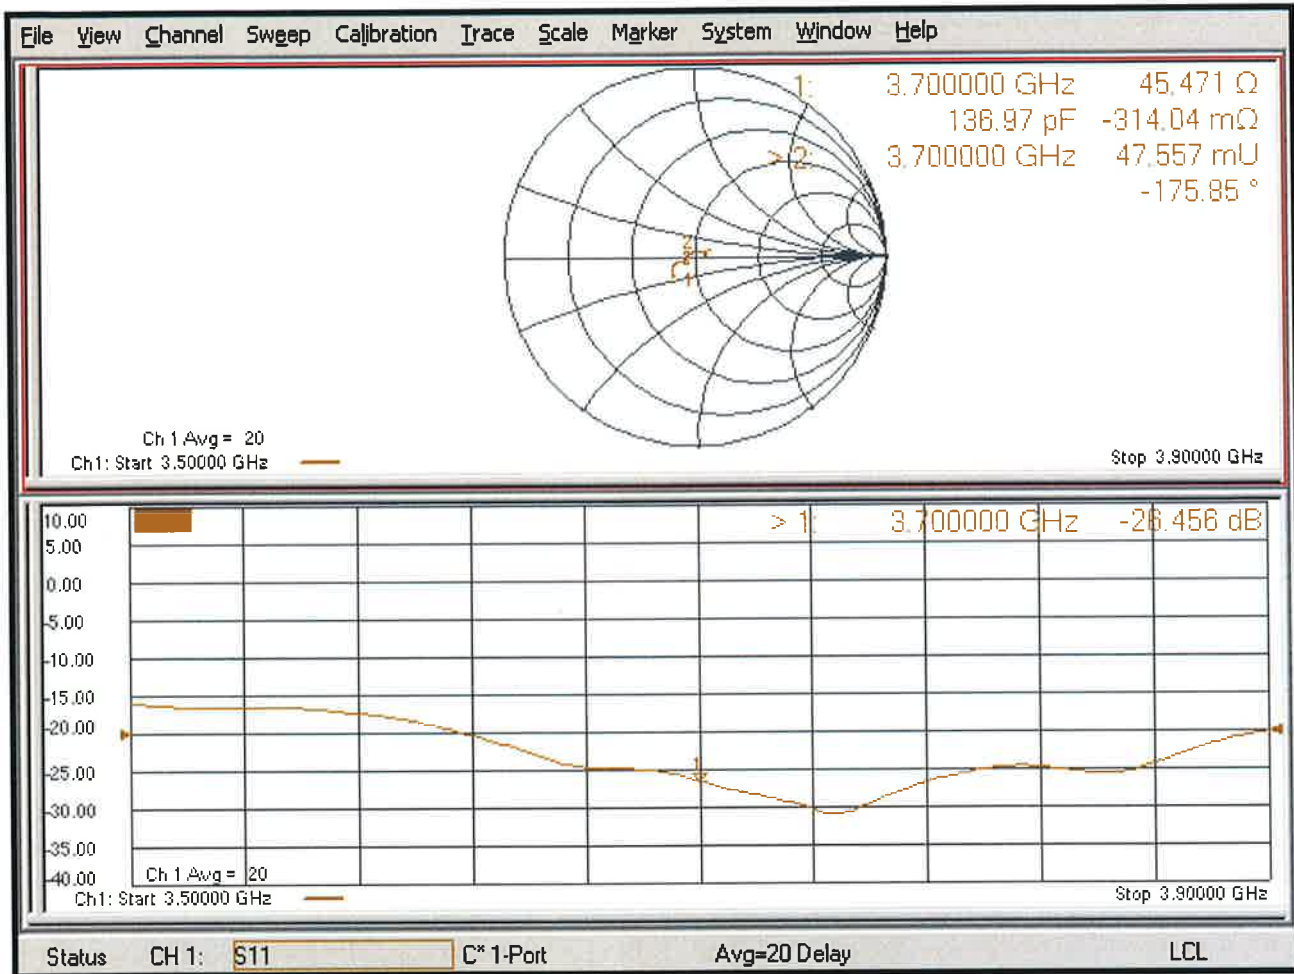 File View Channel Sweep Calibration Trace Scale Marker System Window Help
1: 3.700000 GHz 45.471 Ω
136.97 pF -314.04 mΩ
> 2: 3.700000 GHz 47.557 mU
-175.85 °
2
1
Ch 1 Avg = 20
Ch1: Start 3.50000 GHz
Stop 3.90000 GHz
10.00
> 1: 3.700000 GHz -26.456 dB
5.00
0.00
-5.00
-10.00
-15.00
-20.00
1
-25.00
-30.00
-35.00
-40.00
Ch 1 Avg = 20
Ch1: Start 3.50000 GHz
Stop 3.90000 GHz
Status CH 1: S11 C* 1-Port Avg=20 Delay LCL